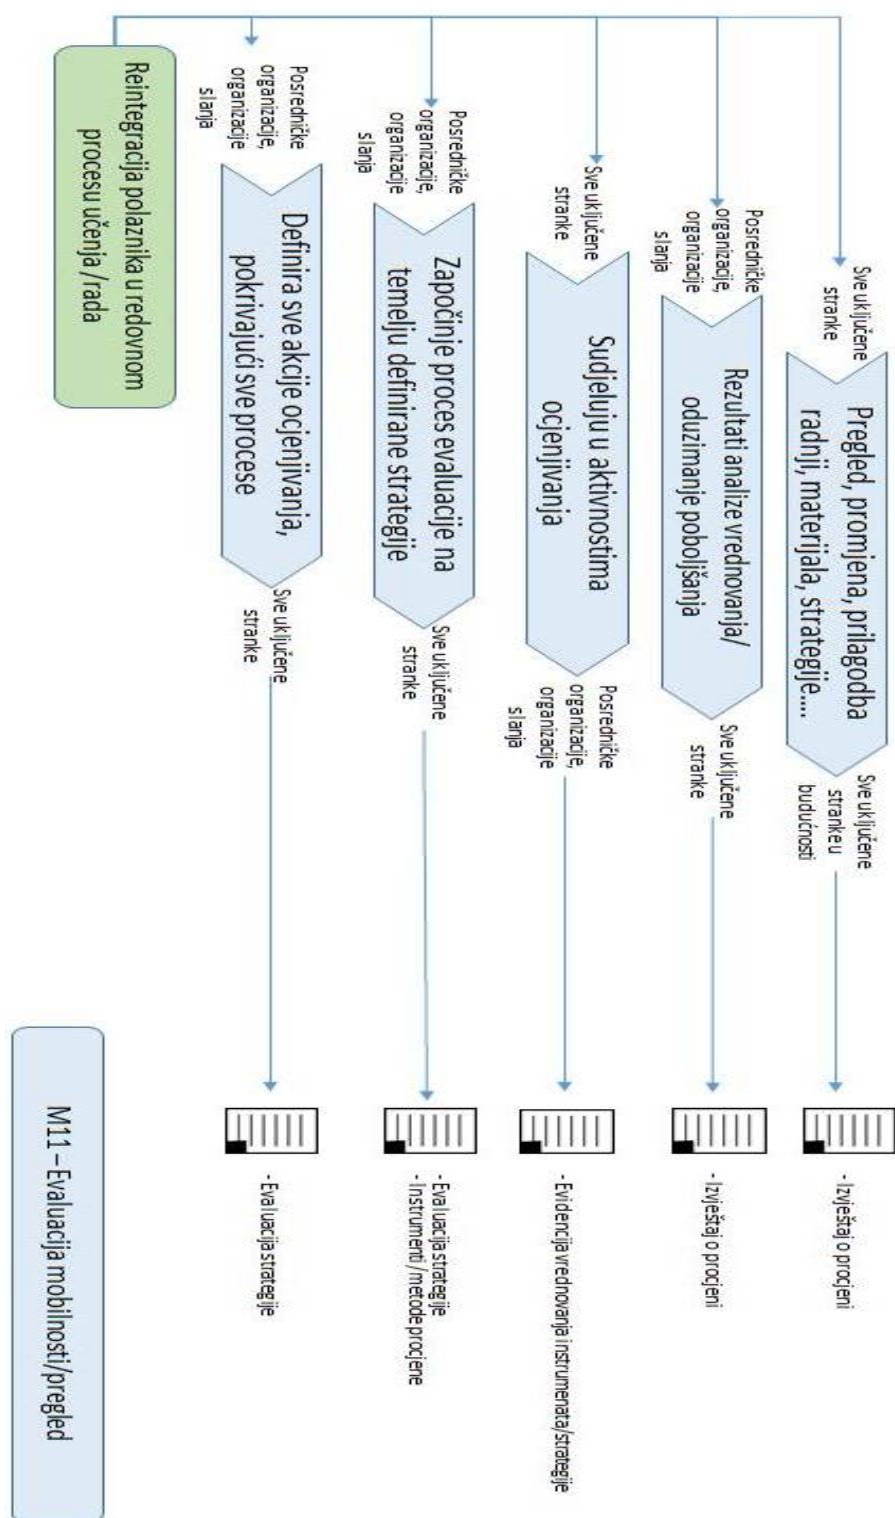 Sve uključene
stranke
Pregled, promjena, prilagodba
radnji, materijala, strategije....
Sve uključene
stranke u
budućnosti
- Izvještaj o procjeni
Posredničke
organizacije,
organizacije
slanja
Rezultati analize vrednovanja/
oduzimanje poboljšanja
Sve uključene
stranke
- Izvještaj o procjeni
Sve uključene
stranke
Sudjeluju u aktivnostima
ocjenjivanja
Posredničke
organizacije,
organizacije
slanja
- Evidencija vrednovanja instrumenata/strategije
Posredničke
organizacije,
organizacije
slanja
Započinje proces evaluacije na
temelju definirane strategije
Sve uključene
stranke
- Evaluacija strategije
- Instrumenti /metode procjene
Posredničke
organizacije,
organizacije
slanja
Definira sve akcije ocjenjivanja,
pokrivajući sve procese
Sve uključene
stranke
- Evaluacija strategije
Reintegracija polaznika u redovnom
procesu učenja /rada
M11 – Evaluacija mobilnosti/pregled